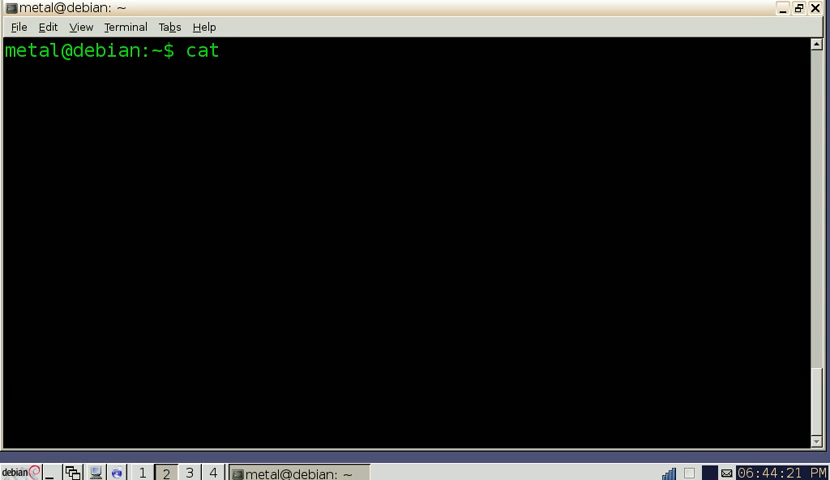 metal@debian: ~
File Edit View Terminal Tabs Help
metal@debian:~$ cat
debian 1 2 3 4 metal@debian: ~ 06:44:21 PM